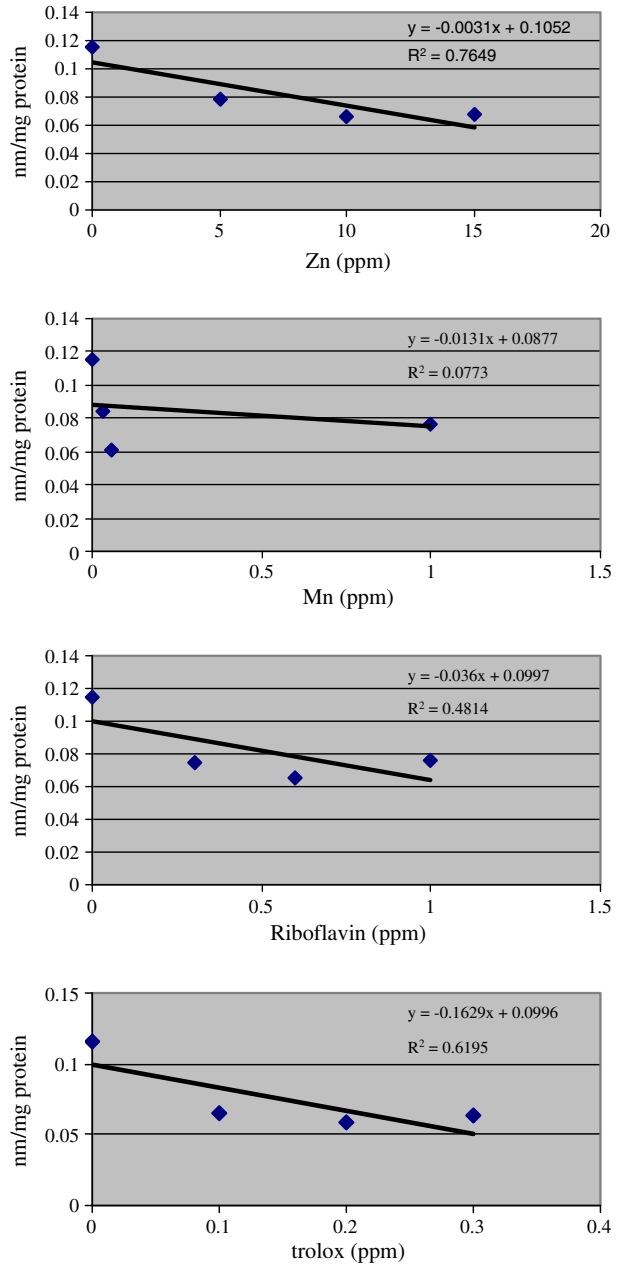 0.14
0.12
0.1
0.08
0.06
0.04
0.02
0
nm/mg protein
y = -0.0031x + 0.1052
R² = 0.7649
0 5 10 15 20
Zn (ppm)
0.14
0.12
0.1
0.08
0.06
0.04
0.02
0
nm/mg protein
y = -0.0131x + 0.0877
R² = 0.0773
0 0.5 1 1.5
Mn (ppm)
0.14
0.12
0.1
0.08
0.06
0.04
0.02
0
nm/mg protein
y = -0.036x + 0.0997
R² = 0.4814
0 0.5 1 1.5
Riboflavin (ppm)
0.15
0.1
0.05
0
nm/mg protein
y = -0.1629x + 0.0996
R² = 0.6195
0 0.1 0.2 0.3 0.4
trolox (ppm)